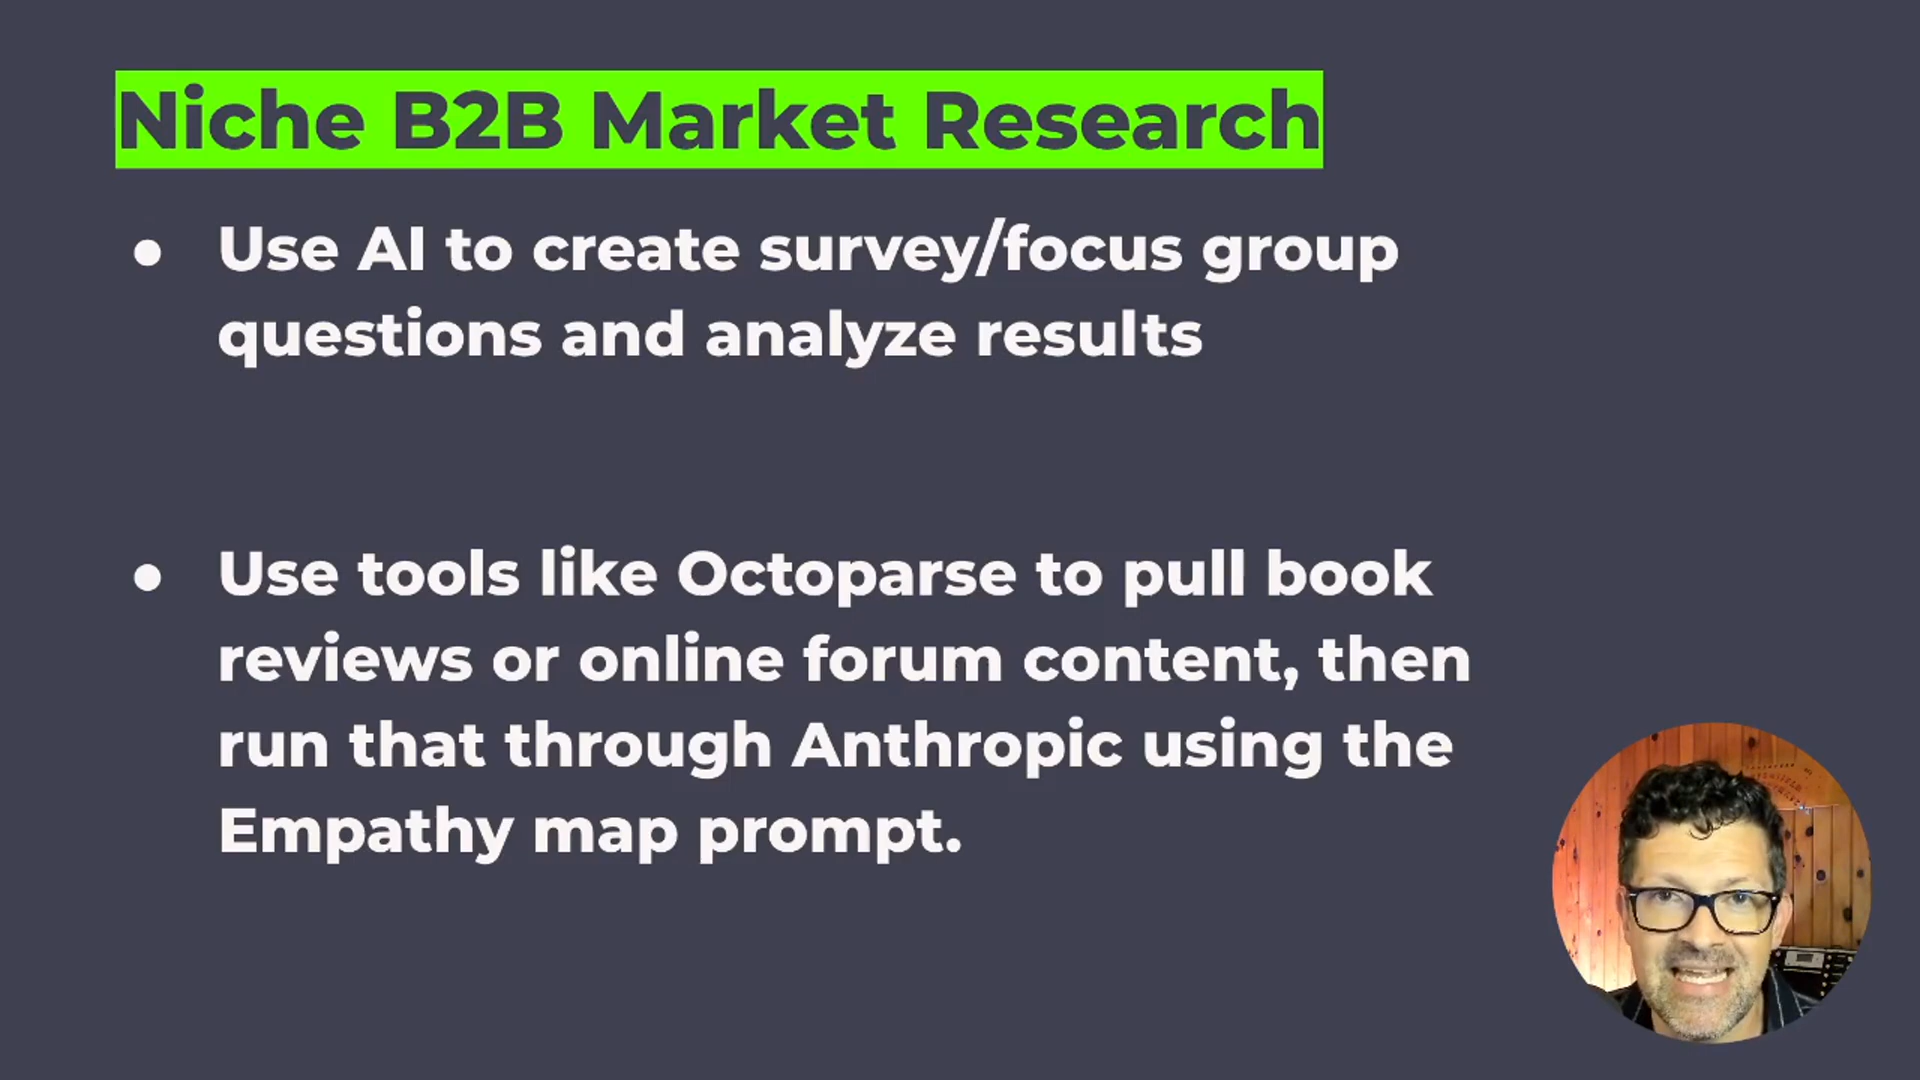 Niche B2B Market Research
● Use AI to create survey/focus group
questions and analyze results
● Use tools like Octoparse to pull book
reviews or online forum content, then
run that through Anthropic using the
Empathy map prompt.